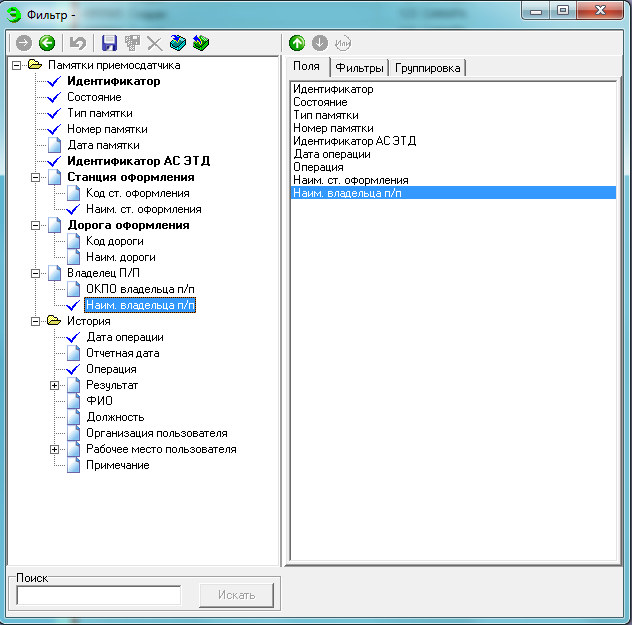 Фильтр -
Памятки приемосдатчика
Идентификатор
Состояние
Тип памятки
Номер памятки
Дата памятки
Идентификатор АС ЭТД
Станция оформления
Код ст. оформления
Наим. ст. оформления
Дорога оформления
Код дороги
Наим. дороги
Владелец П/П
ОКПО владельца п/п
Наим. владельца п/п
История
Дата операции
Отчетная дата
Операция
Результат
ФИО
Должность
Организация пользователя
Рабочее место пользователя
Примечание
Поиск
Искать
Или
Поля Фильтры Группировка
Идентификатор
Состояние
Тип памятки
Номер памятки
Идентификатор АС ЭТД
Дата операции
Операция
Наим. ст. оформления
Наим. владельца п/п